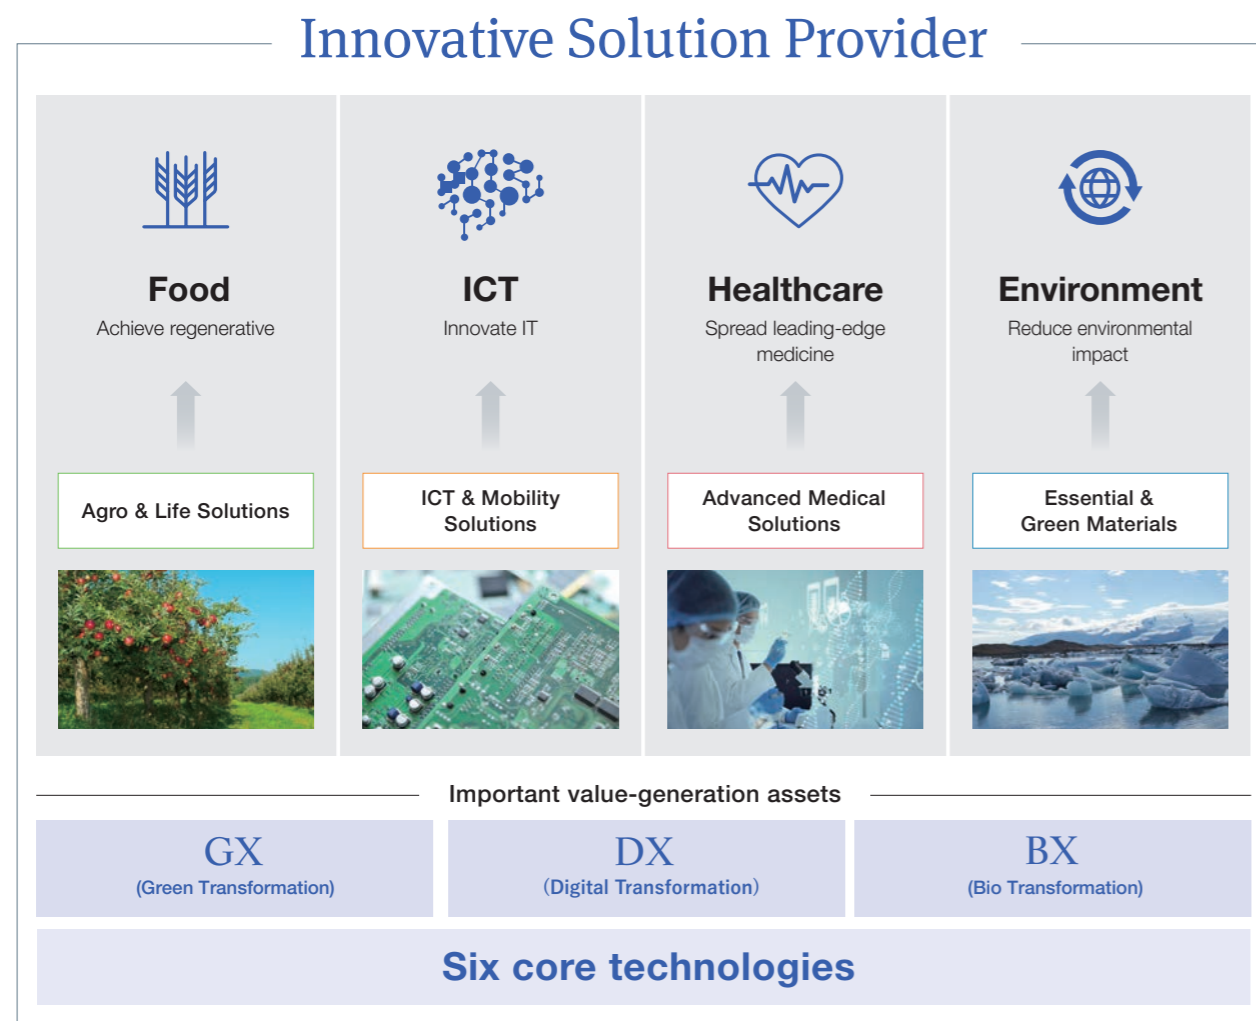 Innovative Solution Provider
Food
Achieve regenerative
ICT
Innovate IT
Healthcare
Spread leading-edge
medicine
Environment
Reduce environmental
impact
Agro & Life Solutions
ICT & Mobility
Solutions
Advanced Medical
Solutions
Essential &
Green Materials
Important value-generation assets
GX
(Green Transformation)
DX
(Digital Transformation)
BX
(Bio Transformation)
Six core technologies